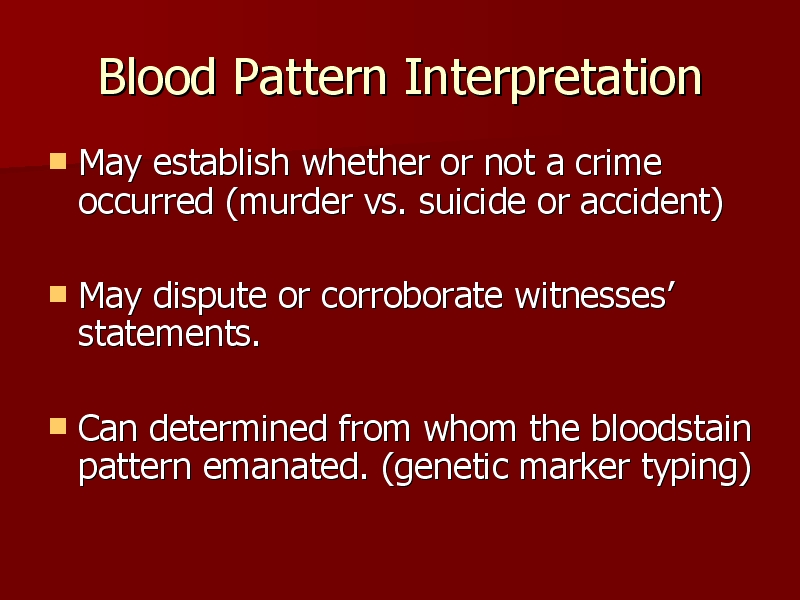 Blood Pattern Interpretation
May establish whether or not a crime
occurred (murder vs. suicide or accident)
May dispute or corroborate witnesses’
statements.
Can determined from whom the bloodstain
pattern emanated. (genetic marker typing)